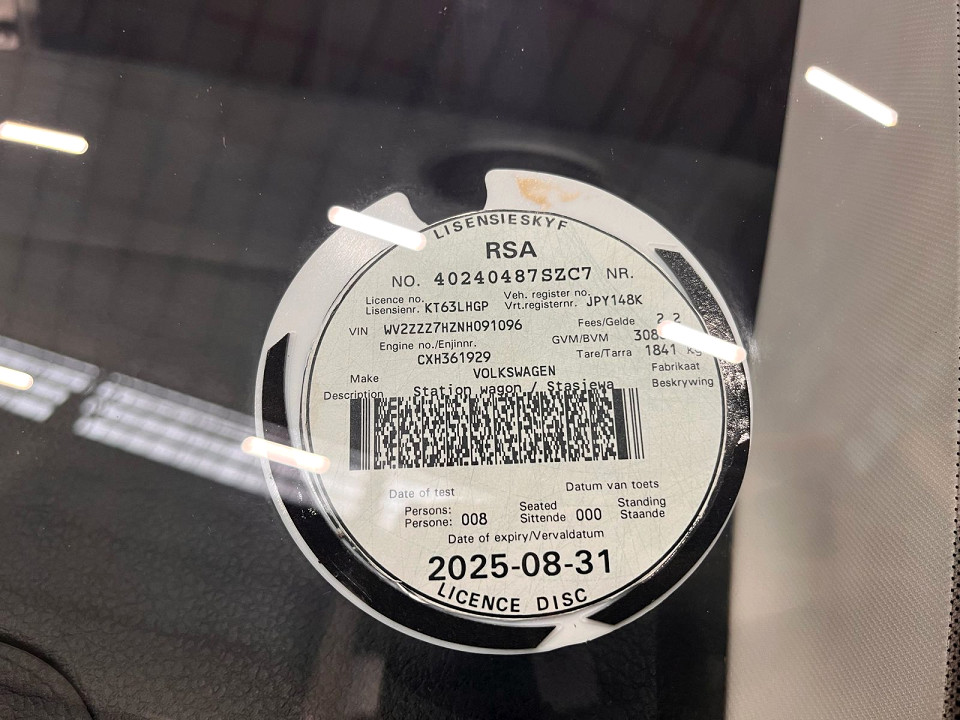 LISENSIESKYF
RSA
NO. 40240487SZC7 NR.
Licence no. Veh. register no.
Lisensienr. KT63LHGP Vrt.registernr. JPY148K
VIN WV2ZZZ7HZNH091096 Fees/Gelde
Engine no./Enjinnr. GVM/BVM
CXH361929 Tare/Tarra 1841 kg
VOLKSWAGEN Fabrikaat
Make
Description Station wagon / Stasiewa Beskrywing
Date of test Datum van toets
Persons: Seated Standing
Persone: 008 Sittende 000 Staande
Date of expiry/Vervaldatum
2025-08-31
LICENCE DISC